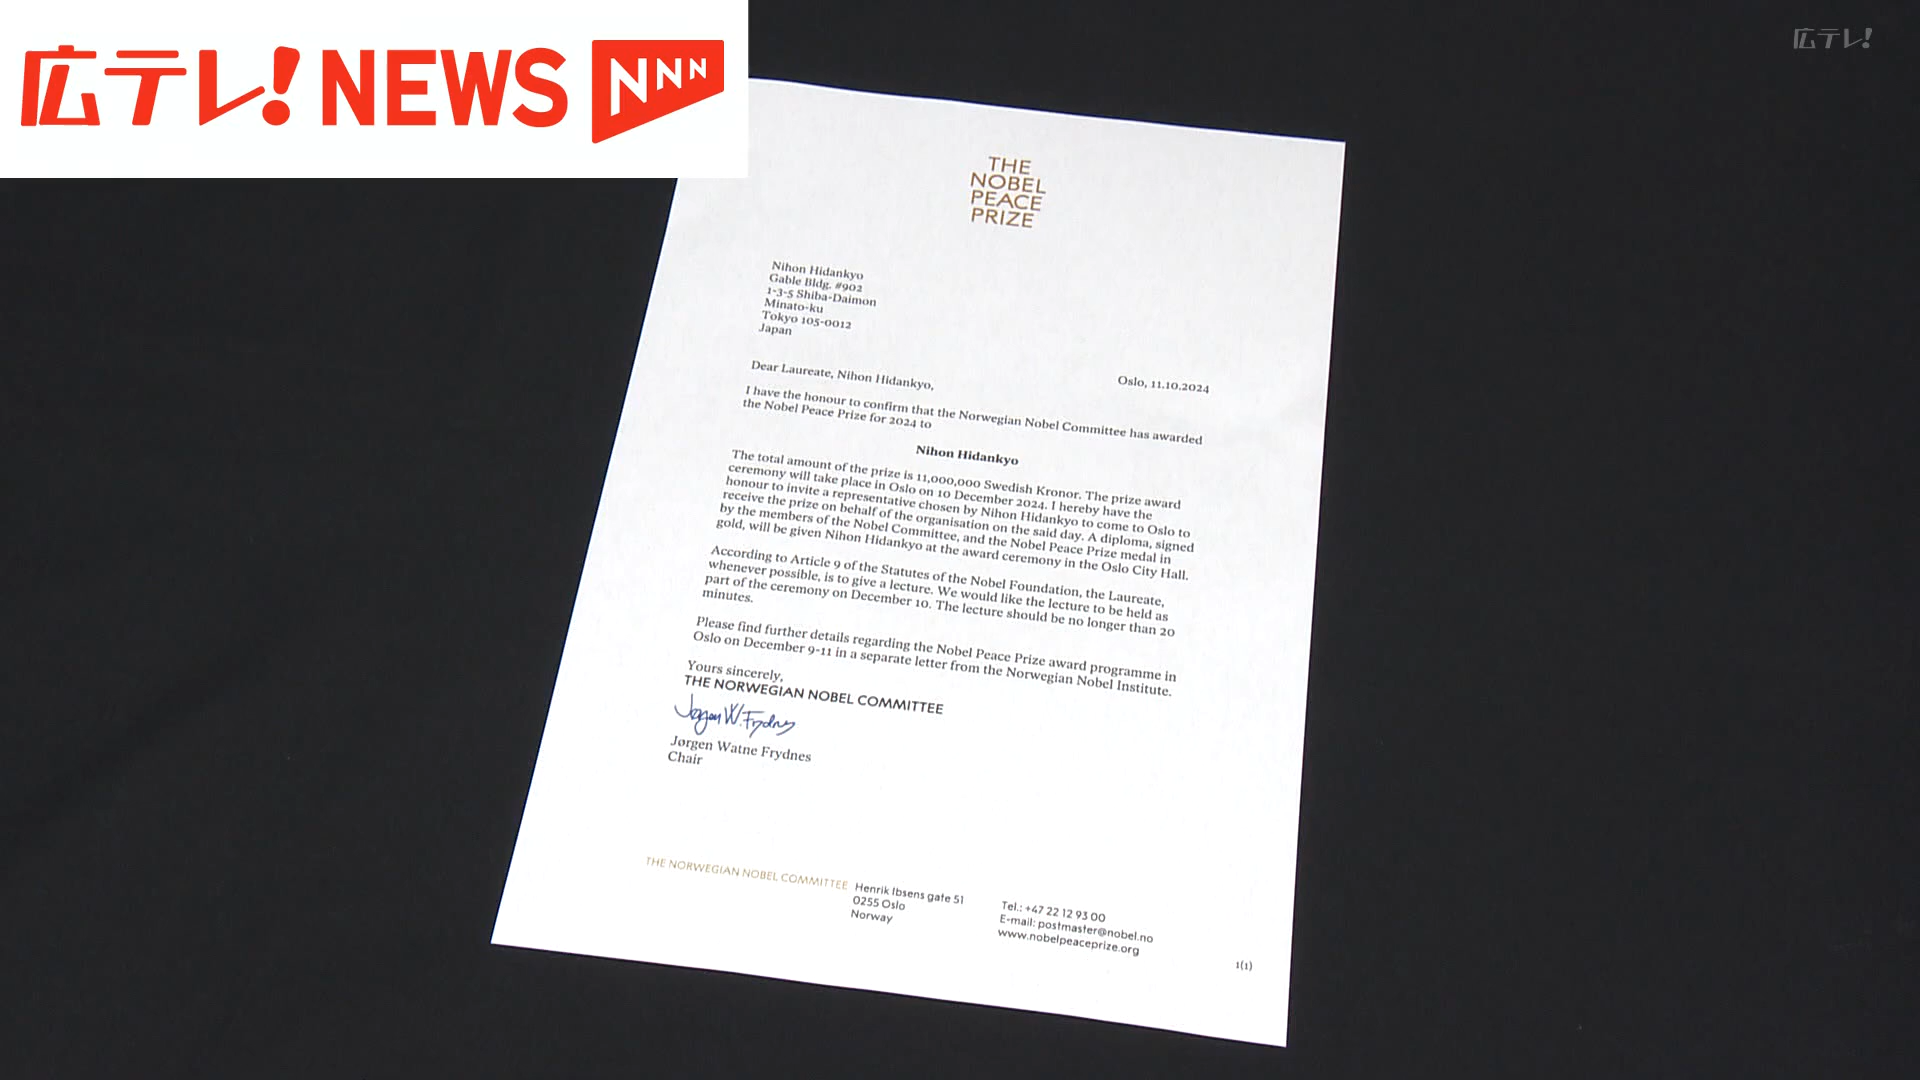 広テレ!NEWS NNN
広テレ!
THE
NOBEL
PEACE
PRIZE
Nihon Hidankyo
Gable Bldg. #902
1-3-5 Shiba-Daimon
Minato-ku
Tokyo 105-0012
Japan
Oslo, 11.10.2024
Dear Laureate, Nihon Hidankyo,
I have the honour to confirm that the Norwegian Nobel Committee has awarded
the Nobel Peace Prize for 2024 to
Nihon Hidankyo
The total amount of the prize is 11,000,000 Swedish Kronor. The prize award
ceremony will take place in Oslo on 10 December 2024. I hereby have the
honour to invite a representative chosen by Nihon Hidankyo to come to Oslo to
receive the prize on behalf of the organisation on the said day. A diploma, signed
by the members of the Nobel Committee, and the Nobel Peace Prize medal in
gold, will be given Nihon Hidankyo at the award ceremony in the Oslo City Hall.
According to Article 9 of the Statutes of the Nobel Foundation, the Laureate,
whenever possible, is to give a lecture. We would like the lecture to be held as
part of the ceremony on December 10. The lecture should be no longer than 20
minutes.
Please find further details regarding the Nobel Peace Prize award programme in
Oslo on December 9-11 in a separate letter from the Norwegian Nobel Institute.
Yours sincerely,
THE NORWEGIAN NOBEL COMMITTEE
Jørgen W. Frydnes
Jørgen Watne Frydnes
Chair
THE NORWEGIAN NOBEL COMMITTEE
Henrik Ibsens gate 51
0255 Oslo
Norway
Tel.: +47 22 12 93 00
E-mail: postmaster@nobel.no
www.nobelpeaceprize.org
1(1)